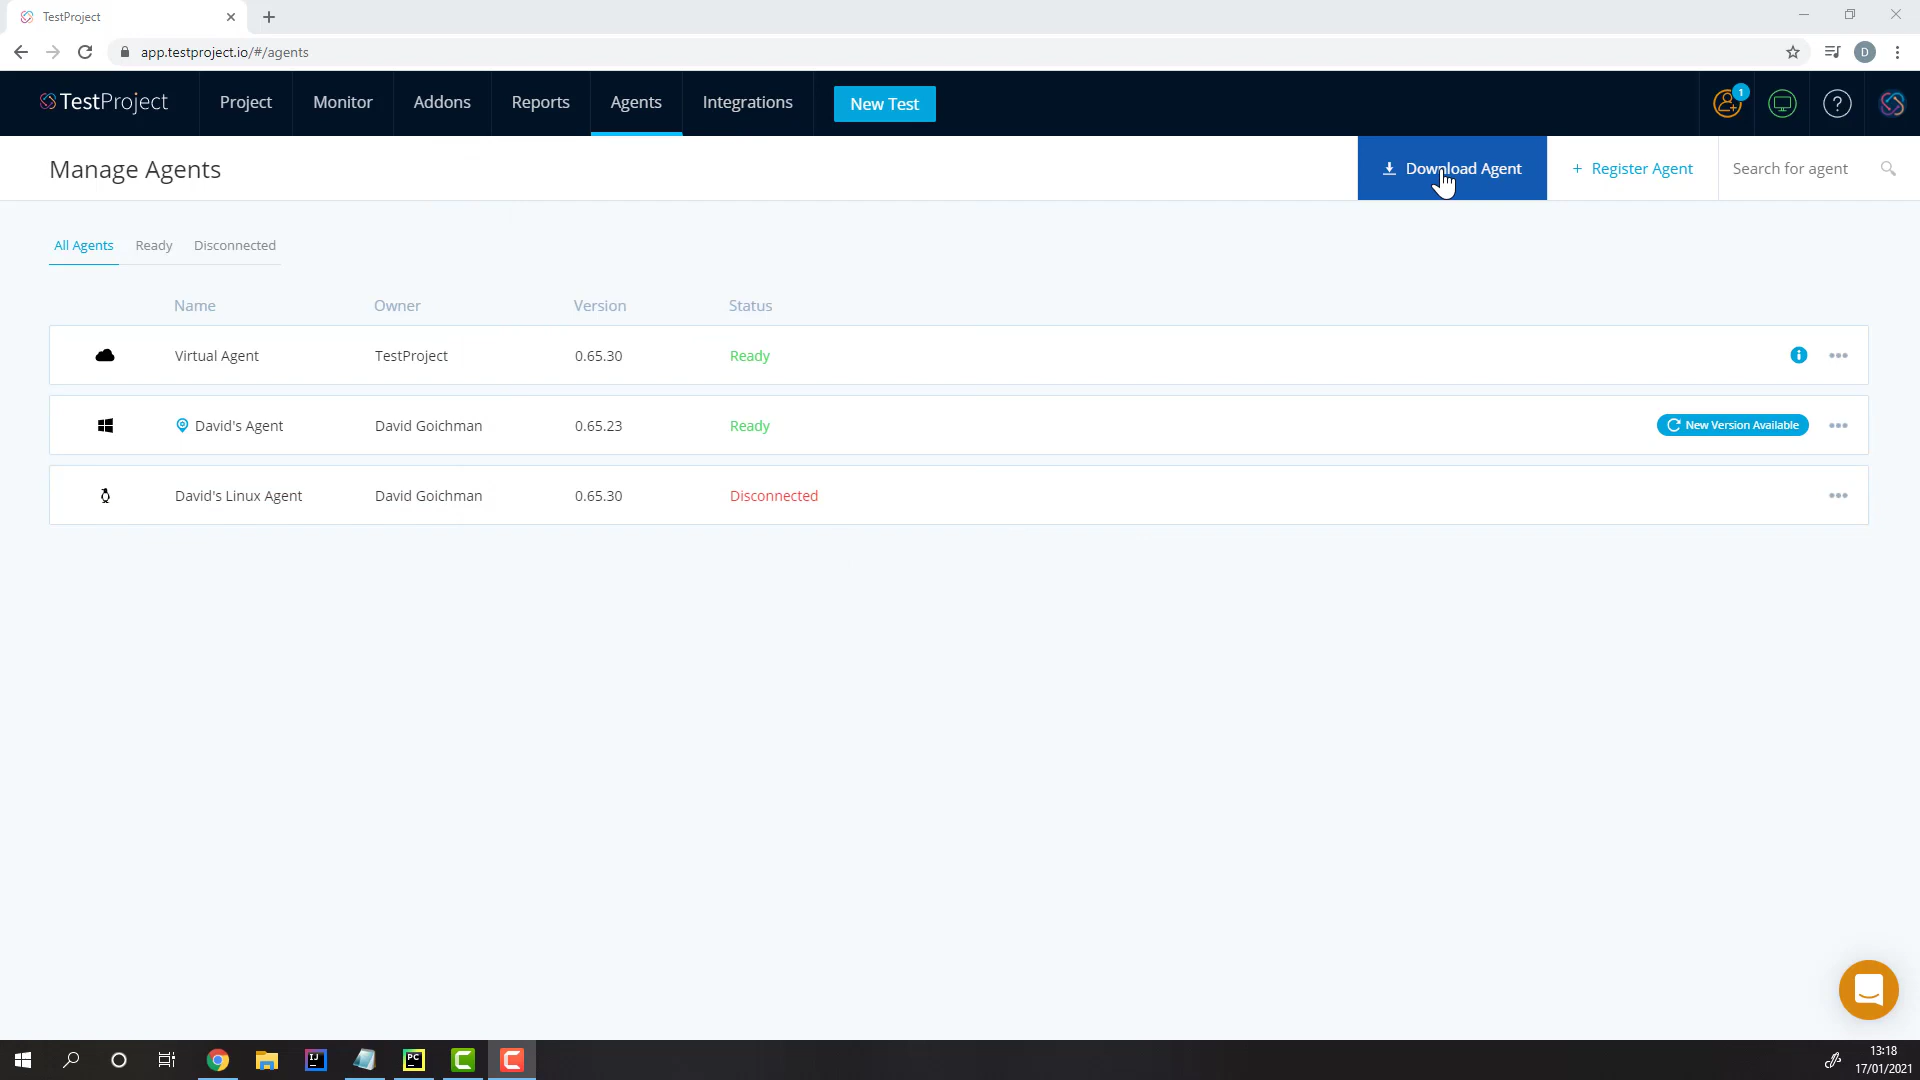 TestProject
app.testproject.io/#/agents
D
TestProject Project Monitor Addons Reports Agents Integrations New Test 1 ?
Manage Agents Download Agent + Register Agent Search for agent
All Agents Ready Disconnected
Name Owner Version Status
Virtual Agent TestProject 0.65.30 Ready i
David's Agent David Goichman 0.65.23 Ready New Version Available
David's Linux Agent David Goichman 0.65.30 Disconnected
IJ PC C C
13:18
17/01/2021